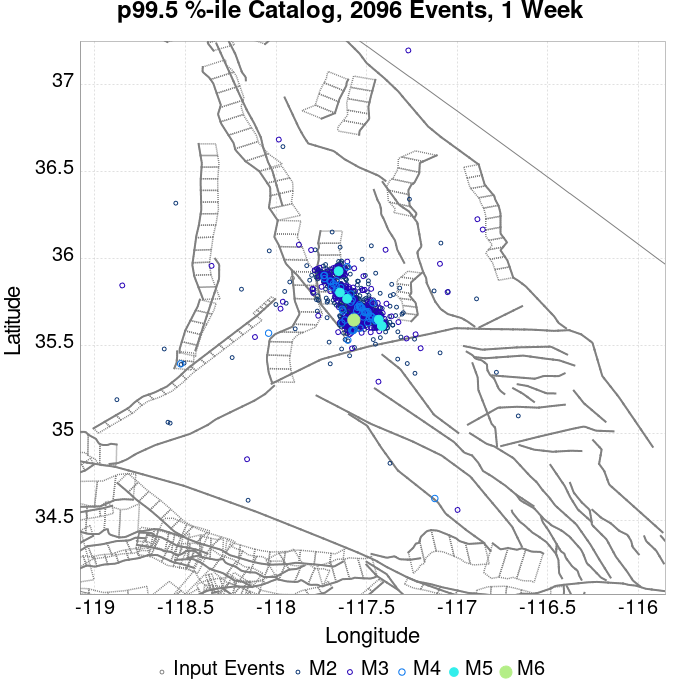 p99.5 %-ile Catalog, 2096 Events, 1 Week
Latitude
37
36.5
36
35.5
35
34.5
-119 -118.5 -118 -117.5 -117 -116.5 -116
Longitude
Input Events M2 M3 M4 M5 M6